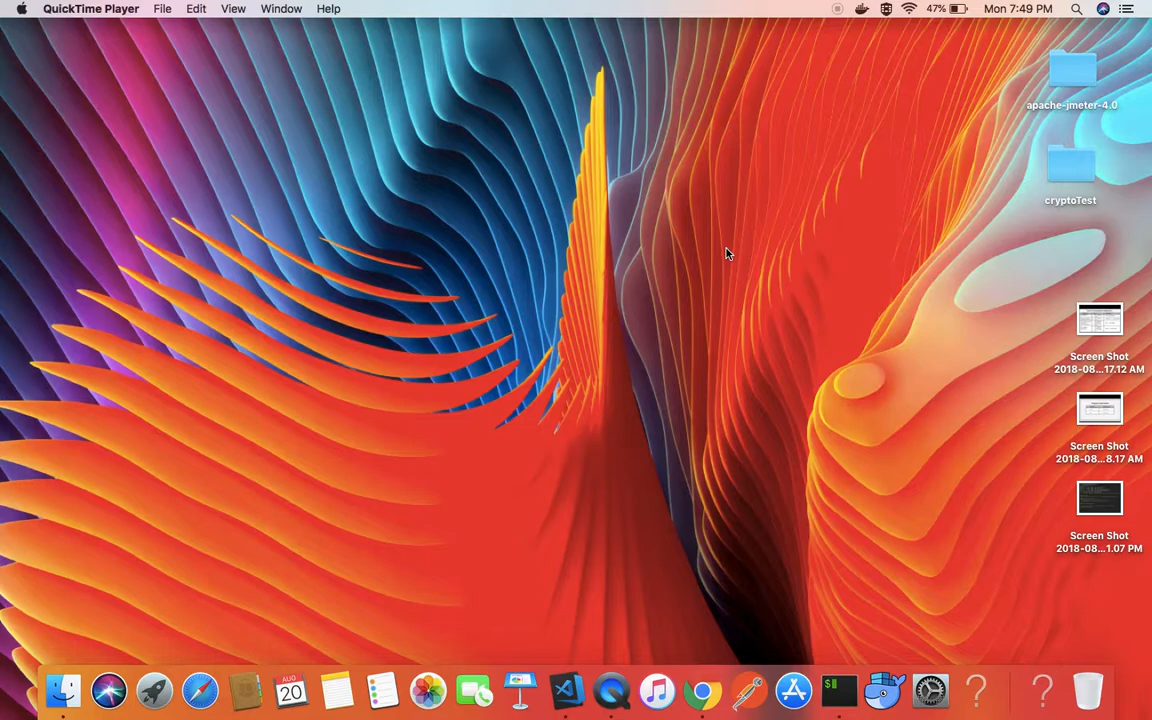 QuickTime Player File Edit View Window Help 47% Mon 7:49 PM
apache-jmeter-4.0
cryptoTest
Screen Shot
2018-08...17.12 AM
Screen Shot
2018-08...8.17 AM
Screen Shot
2018-08...1.07 PM
AUG
20
$
? ?